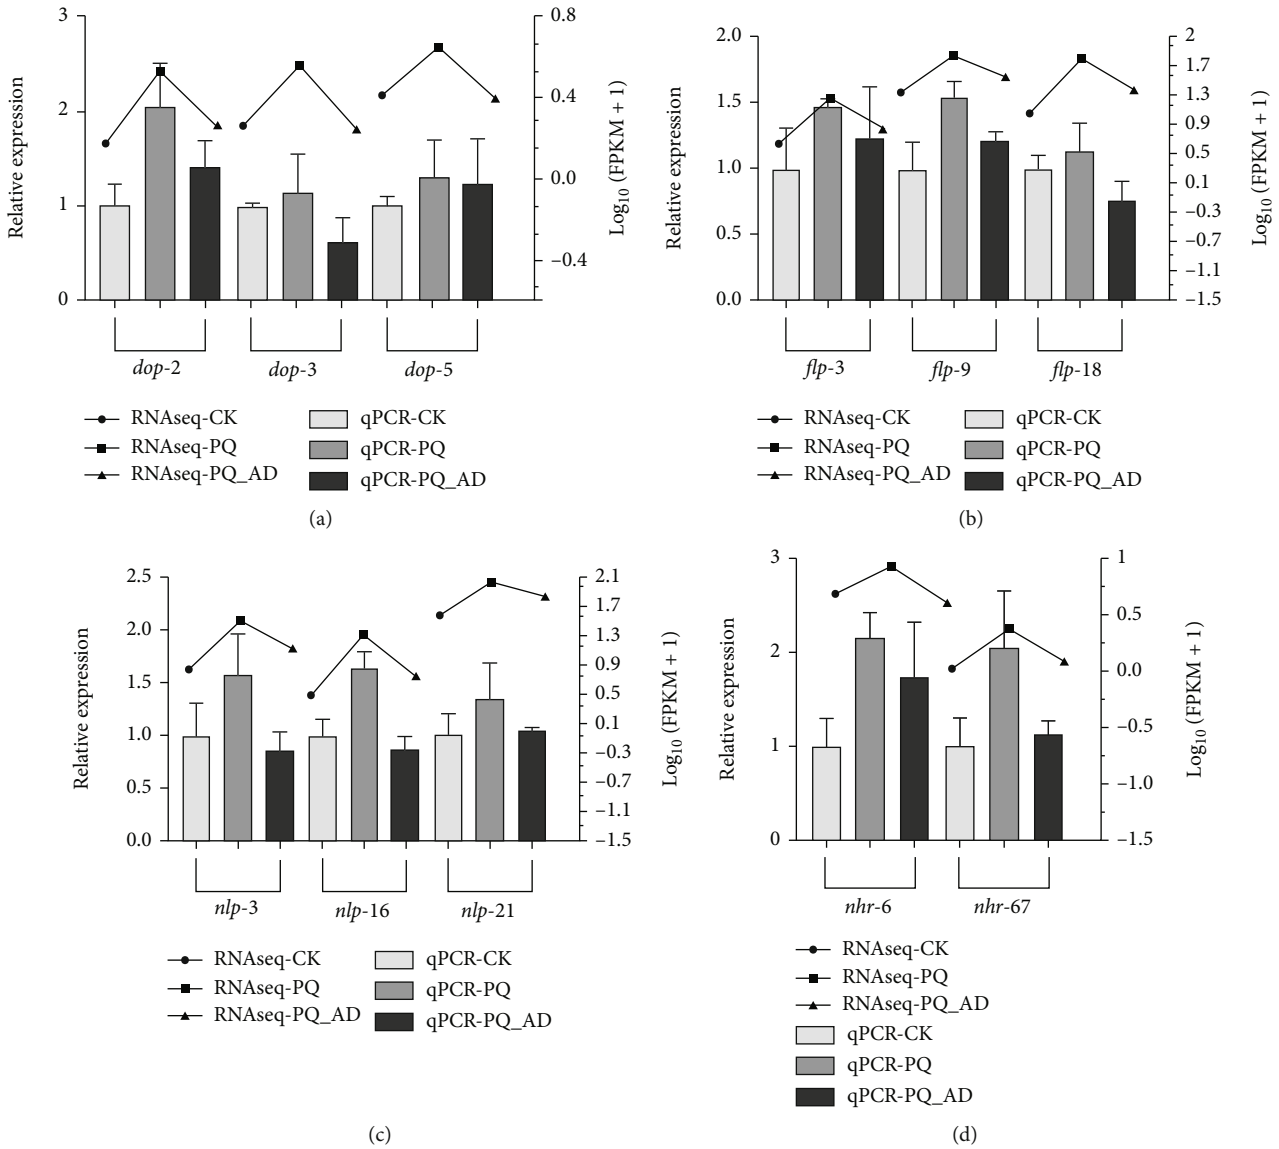 3
2
1
0
Relative expression
0.8
0.4
0.0
−0.4
Log10 (FPKM + 1)
dop-2
dop-3
dop-5
RNAseq-CK
RNAseq-PQ
RNAseq-PQ_AD
qPCR-CK
qPCR-PQ
qPCR-PQ_AD
(a)
2.0
1.5
1.0
0.5
0.0
Relative expression
2
1.7
1.3
0.9
0.5
0.1
−0.3
−0.7
−1.1
−1.5
Log10 (FPKM + 1)
flp-3
flp-9
flp-18
RNAseq-CK
RNAseq-PQ
RNAseq-PQ_AD
qPCR-CK
qPCR-PQ
qPCR-PQ_AD
(b)
2.5
2.0
1.5
1.0
0.5
0.0
Relative expression
2.1
1.7
1.3
0.9
0.5
0.1
−0.3
−0.7
−1.1
−1.5
Log10 (FPKM + 1)
nlp-3
nlp-16
nlp-21
RNAseq-CK
RNAseq-PQ
RNAseq-PQ_AD
qPCR-CK
qPCR-PQ
qPCR-PQ_AD
(c)
3
2
1
0
Relative expression
1
0.5
0.0
−0.5
−1.0
−1.5
Log10 (FPKM + 1)
nhr-6
nhr-67
RNAseq-CK
RNAseq-PQ
RNAseq-PQ_AD
qPCR-CK
qPCR-PQ
qPCR-PQ_AD
(d)